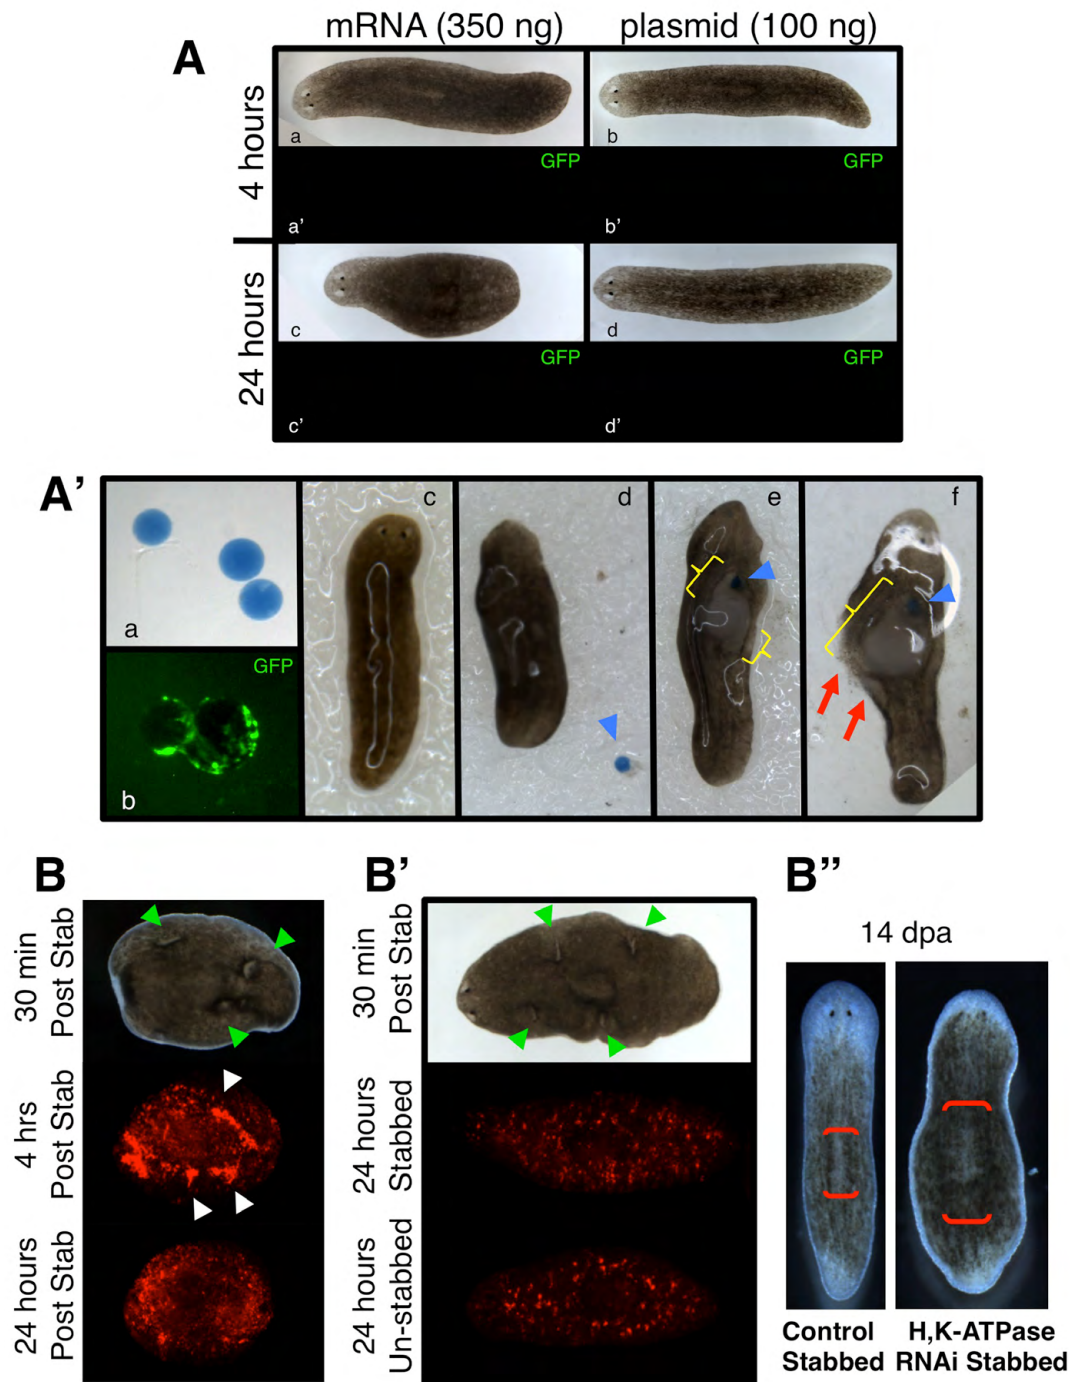 mRNA (350 ng) plasmid (100 ng)
A
4 hours
a
b
GFP
GFP
a’
b’
24 hours
c
d
GFP
GFP
c’
d’
A’
a
GFP
b
c
d
e
f
B
30 min
Post Stab
4 hrs
Post Stab
24 hours
Post Stab
B’
30 min
Post Stab
24 hours
Stabbed
24 hours
Un-stabbed
B”
14 dpa
Control
Stabbed
H,K-ATPase
RNAi Stabbed